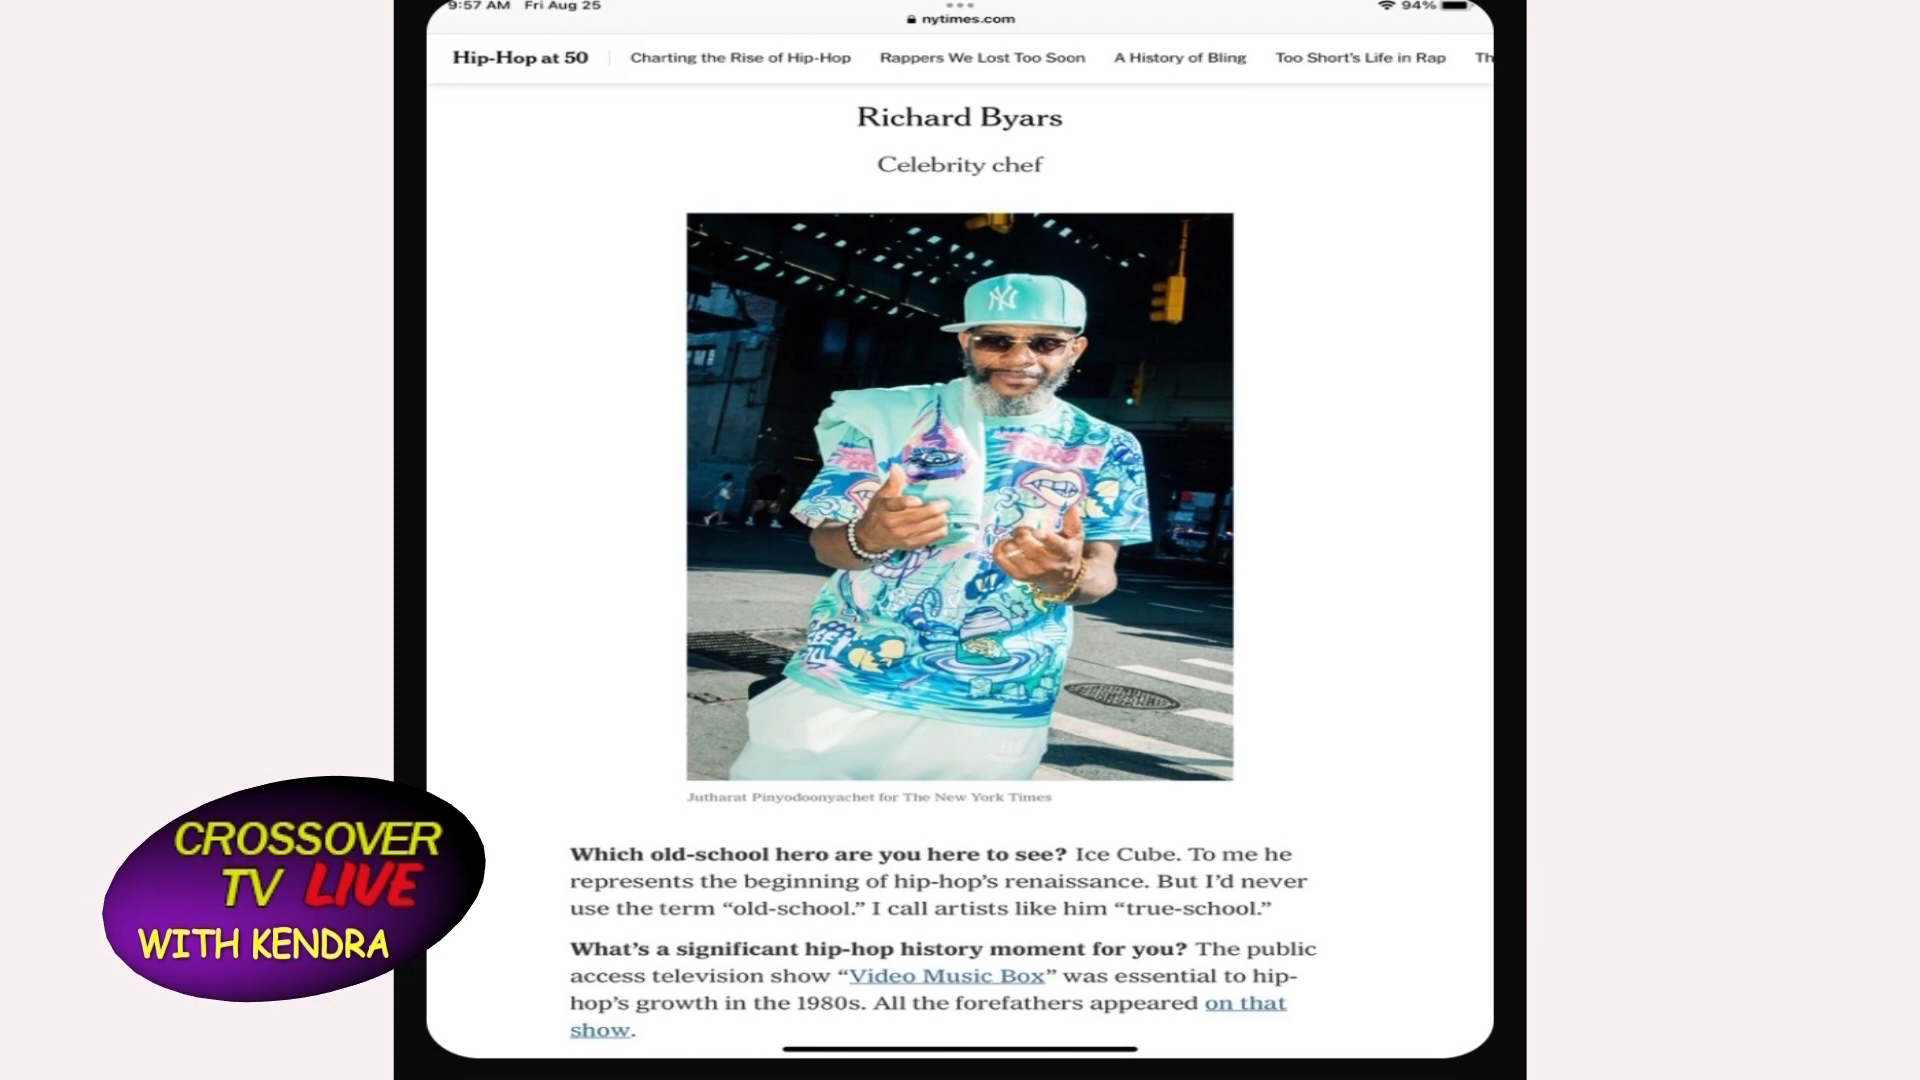 9:57 AM Fri Aug 25
94%
nytimes.com
Hip-Hop at 50
Charting the Rise of Hip-Hop
Rappers We Lost Too Soon
A History of Bling
Too Short's Life in Rap
Th
Richard Byars
Celebrity chef
NY
Jutharat Pinyodoonyachet for The New York Times
Which old-school hero are you here to see? Ice Cube. To me he
represents the beginning of hip-hop's renaissance. But I'd never
use the term “old-school.” I call artists like him “true-school.”
What's a significant hip-hop history moment for you? The public
access television show “Video Music Box” was essential to hip-
hop's growth in the 1980s. All the forefathers appeared on that
show.
CROSSOVER
TV LIVE
WITH KENDRA